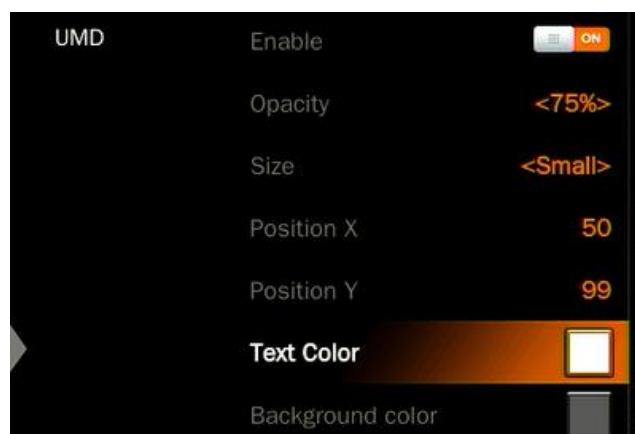 UMD
Enable ON
Opacity <75%>
Size <Small>
Position X 50
Position Y 99
Text Color
Background color